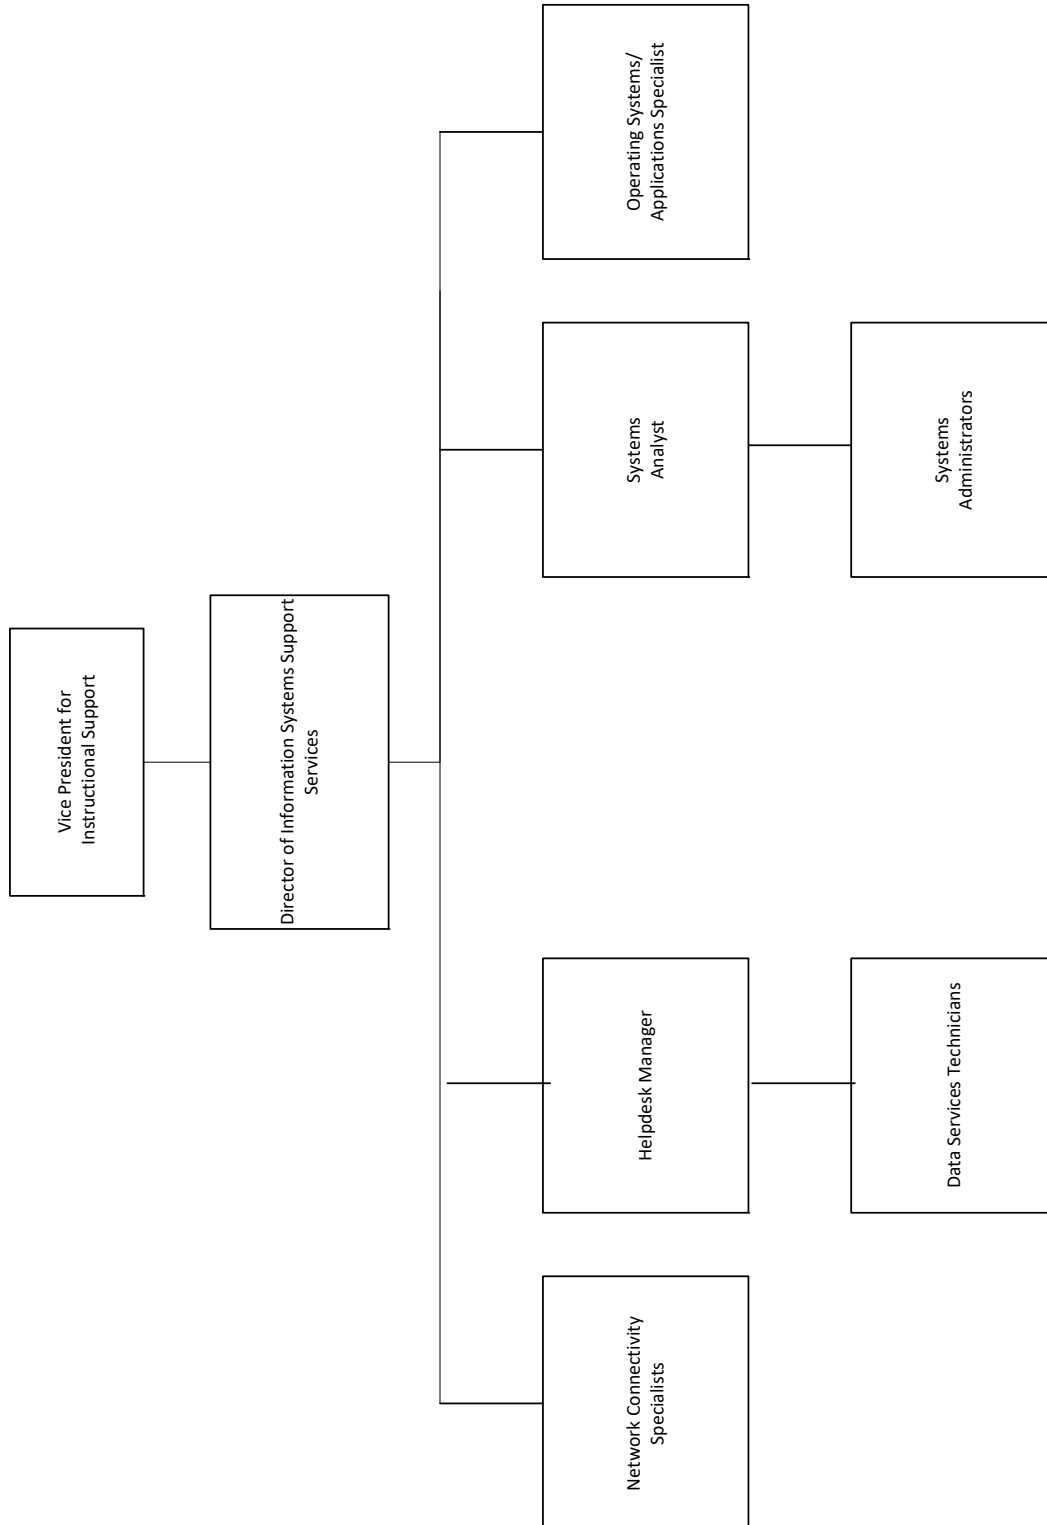 Vice President for
Instructional Support
Director of Information Systems Support
Services
Network Connectivity
Specialists
Helpdesk Manager
Systems
Analyst
Operating Systems/
Applications Specialist
Data Services Technicians
Systems
Administrators